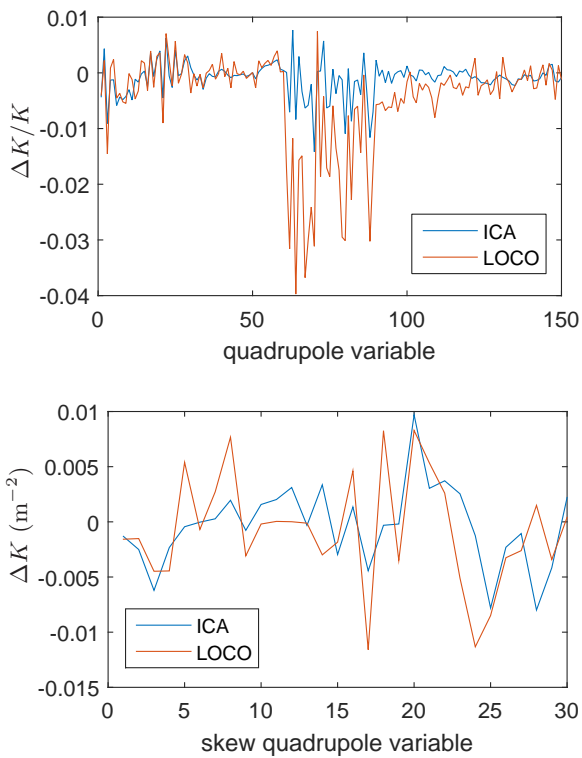 0.01
0
-0.01
-0.02
-0.03
-0.04
ΔK/K
0 50 100 150
quadrupole variable
ICA
LOCO
0.01
0.005
0
-0.005
-0.01
-0.015
ΔK (m⁻²)
0 5 10 15 20 25 30
skew quadrupole variable
ICA
LOCO